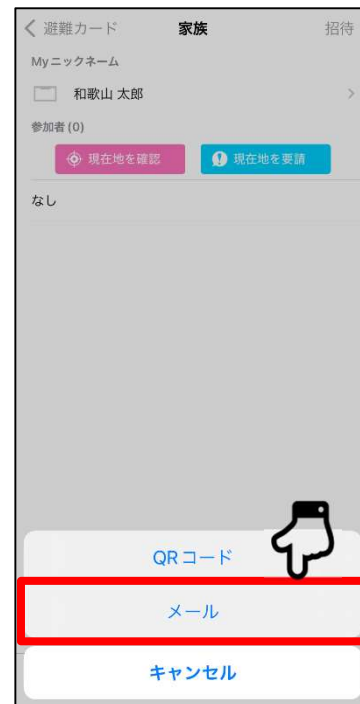 避難カード 家族 招待
Myニックネーム
和歌山 太郎
参加者 (0)
現在地を確認 現在地を要請
なし
QRコード
メール
キャンセル